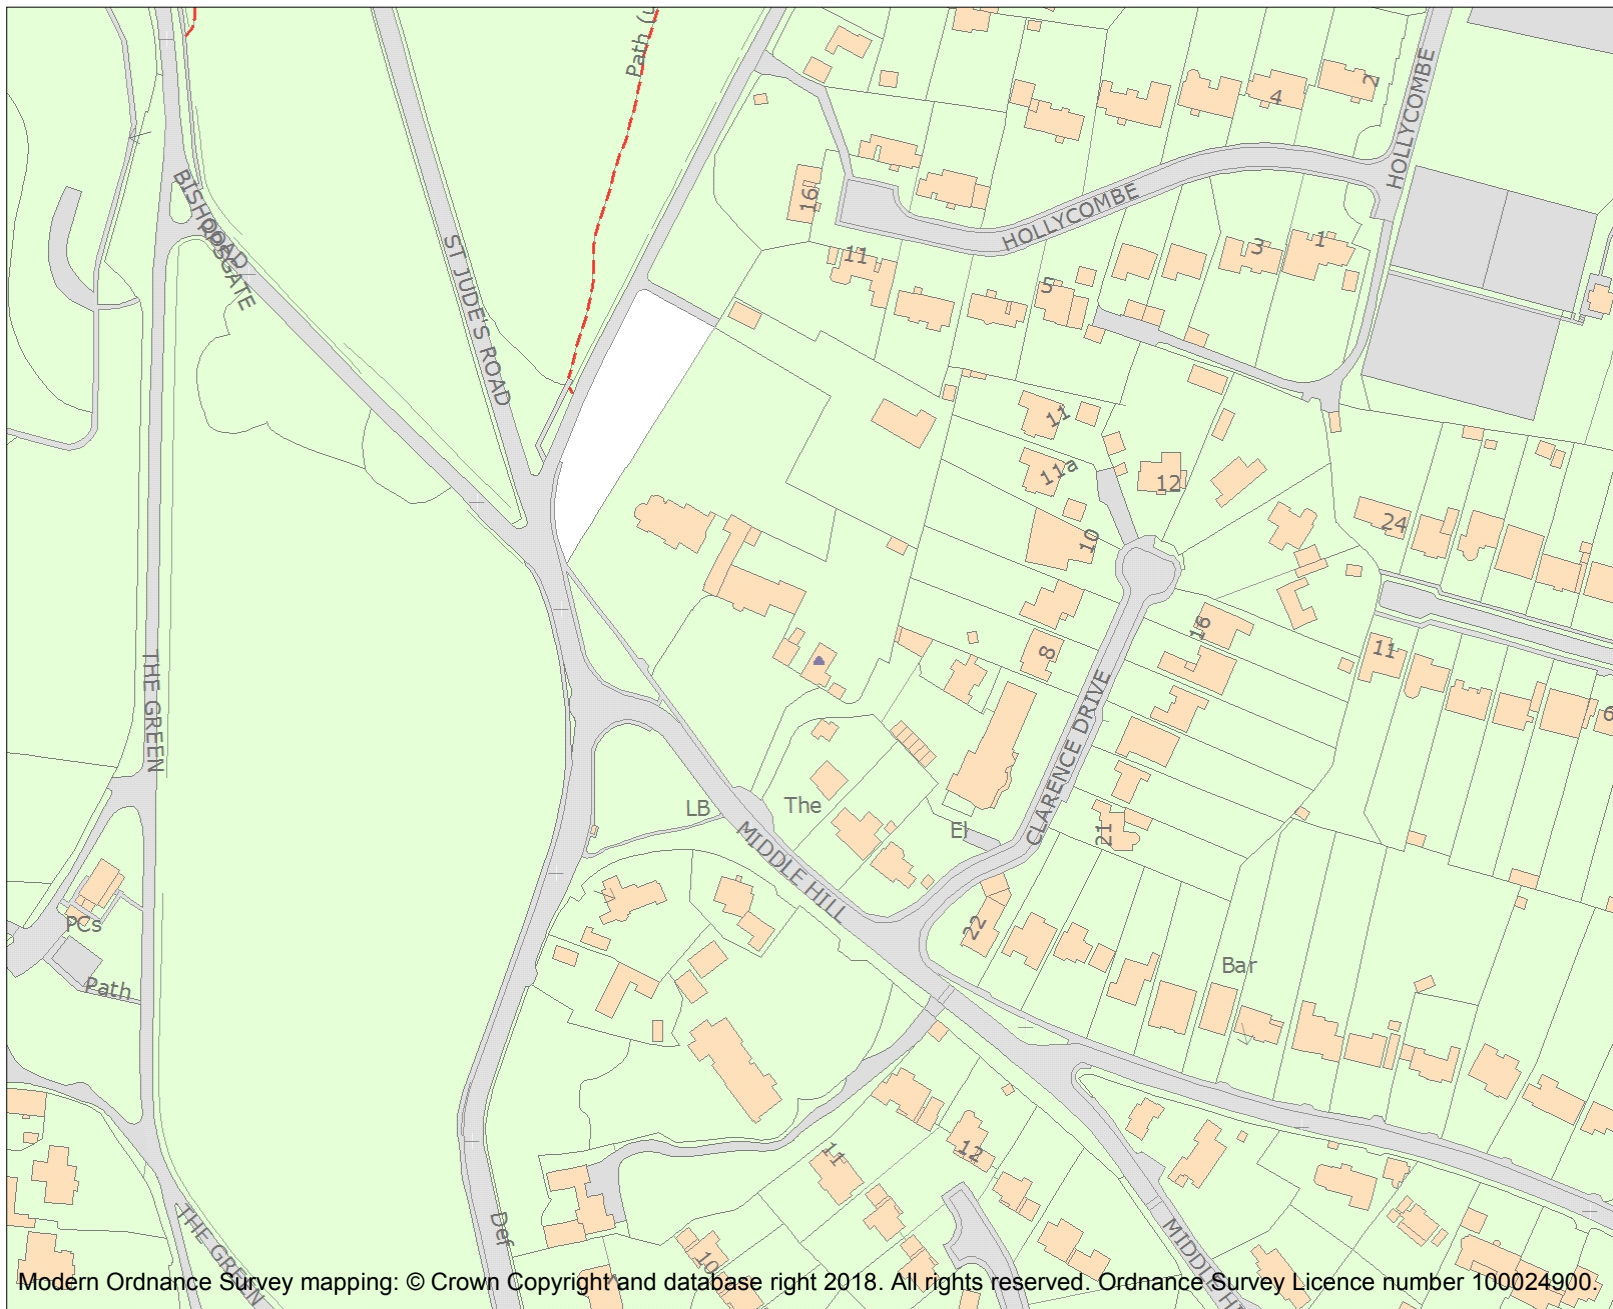 Path (u
HOLLYCOMBE
2
4
BISHOPSGATE
ROAD
16
HOLLYCOMBE
ST JUDE'S ROAD
11
3
1
5
11
11a
12
10
24
THE GREEN
8
16
11
6
CLARENCE DRIVE
LB
The
El
21
MIDDLE HILL
PCs
22
Bar
Path
11
12
Def
THE GREEN
10
MIDDLE HI
Modern Ordnance Survey mapping: © Crown Copyright and database right 2018. All rights reserved. Ordnance Survey Licence number 100024900.